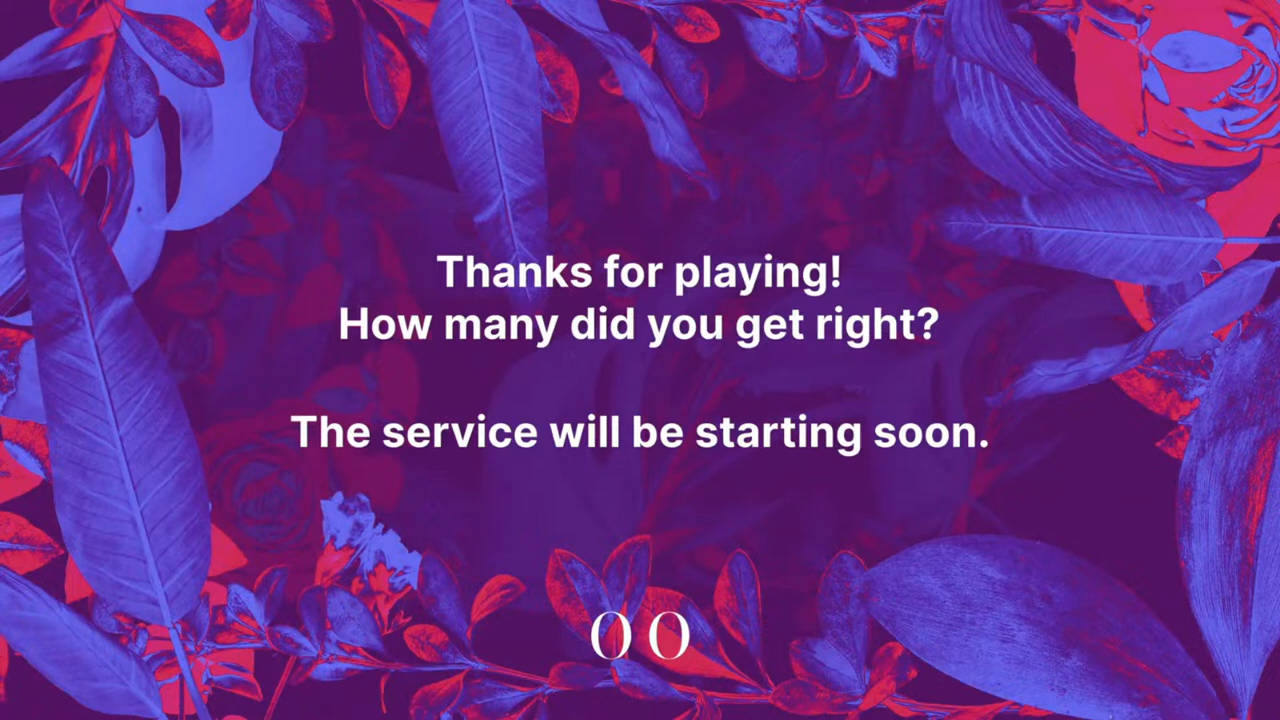 Thanks for playing!
How many did you get right?
The service will be starting soon.
00